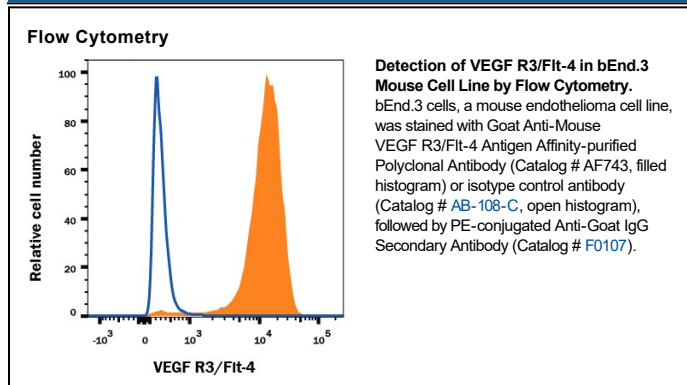 Flow Cytometry
100
80
60
40
20
0
Relative cell number
-10³
0
10³
10⁴
10⁵
VEGF R3/Flt-4
Detection of VEGF R3/Flt-4 in bEnd.3
Mouse Cell Line by Flow Cytometry.
bEnd.3 cells, a mouse endothelioma cell line,
was stained with Goat Anti-Mouse
VEGF R3/Flt-4 Antigen Affinity-purified
Polyclonal Antibody (Catalog # AF743, filled
histogram) or isotype control antibody
(Catalog # AB-108-C, open histogram),
followed by PE-conjugated Anti-Goat IgG
Secondary Antibody (Catalog # F0107).